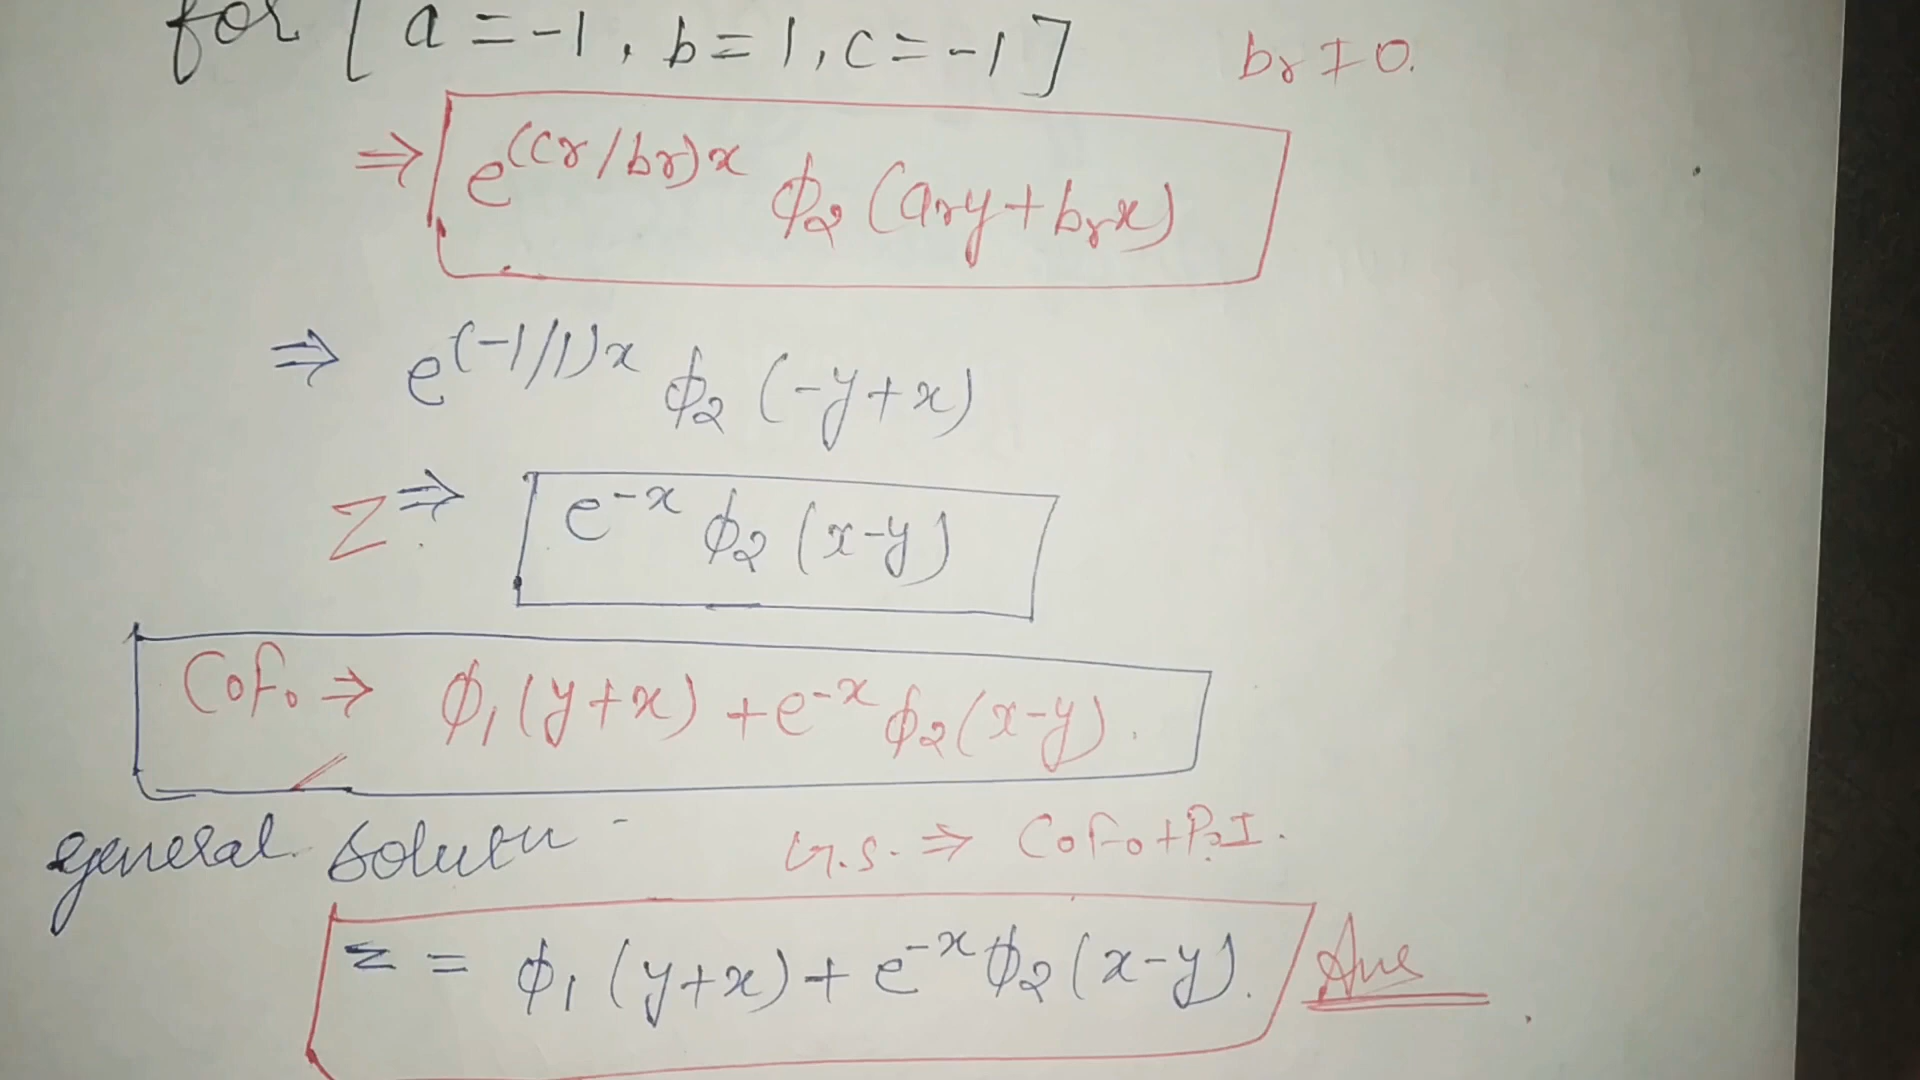 for [a = -1, b = 1, c = -1] br ≠ 0.
⇒ e^((cr/br)x) ϕ2 (ary + brx)
⇒ e^((-1/1)x) ϕ2 (-y+x)
Z ⇒ e^-x ϕ2 (x-y)
C.F. ⇒ ϕ1(y+x) + e^-x ϕ2(x-y).
general G.S. ⇒ C.F. + P.I.
z = ϕ1(y+x) + e^-x ϕ2(x-y). Ans